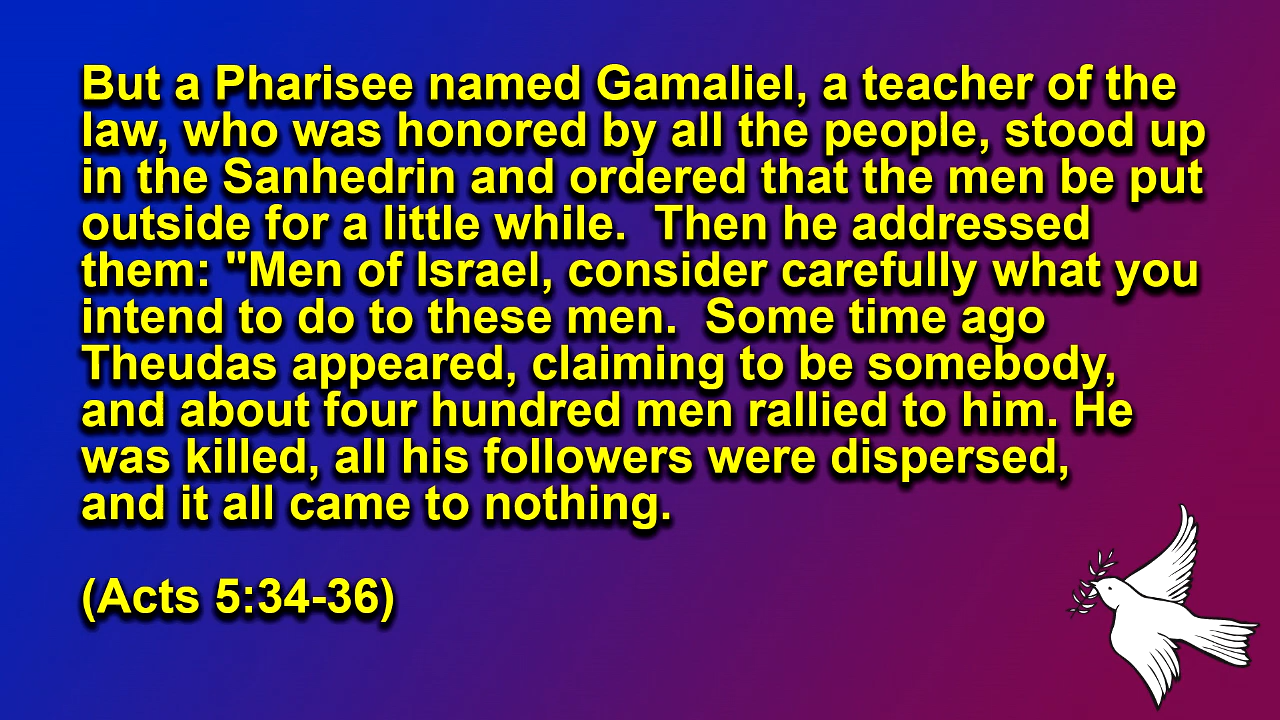 But a Pharisee named Gamaliel, a teacher of the
law, who was honored by all the people, stood up
in the Sanhedrin and ordered that the men be put
outside for a little while.  Then he addressed
them: "Men of Israel, consider carefully what you
intend to do to these men.  Some time ago
Theudas appeared, claiming to be somebody,
and about four hundred men rallied to him. He
was killed, all his followers were dispersed,
and it all came to nothing.
(Acts 5:34-36)